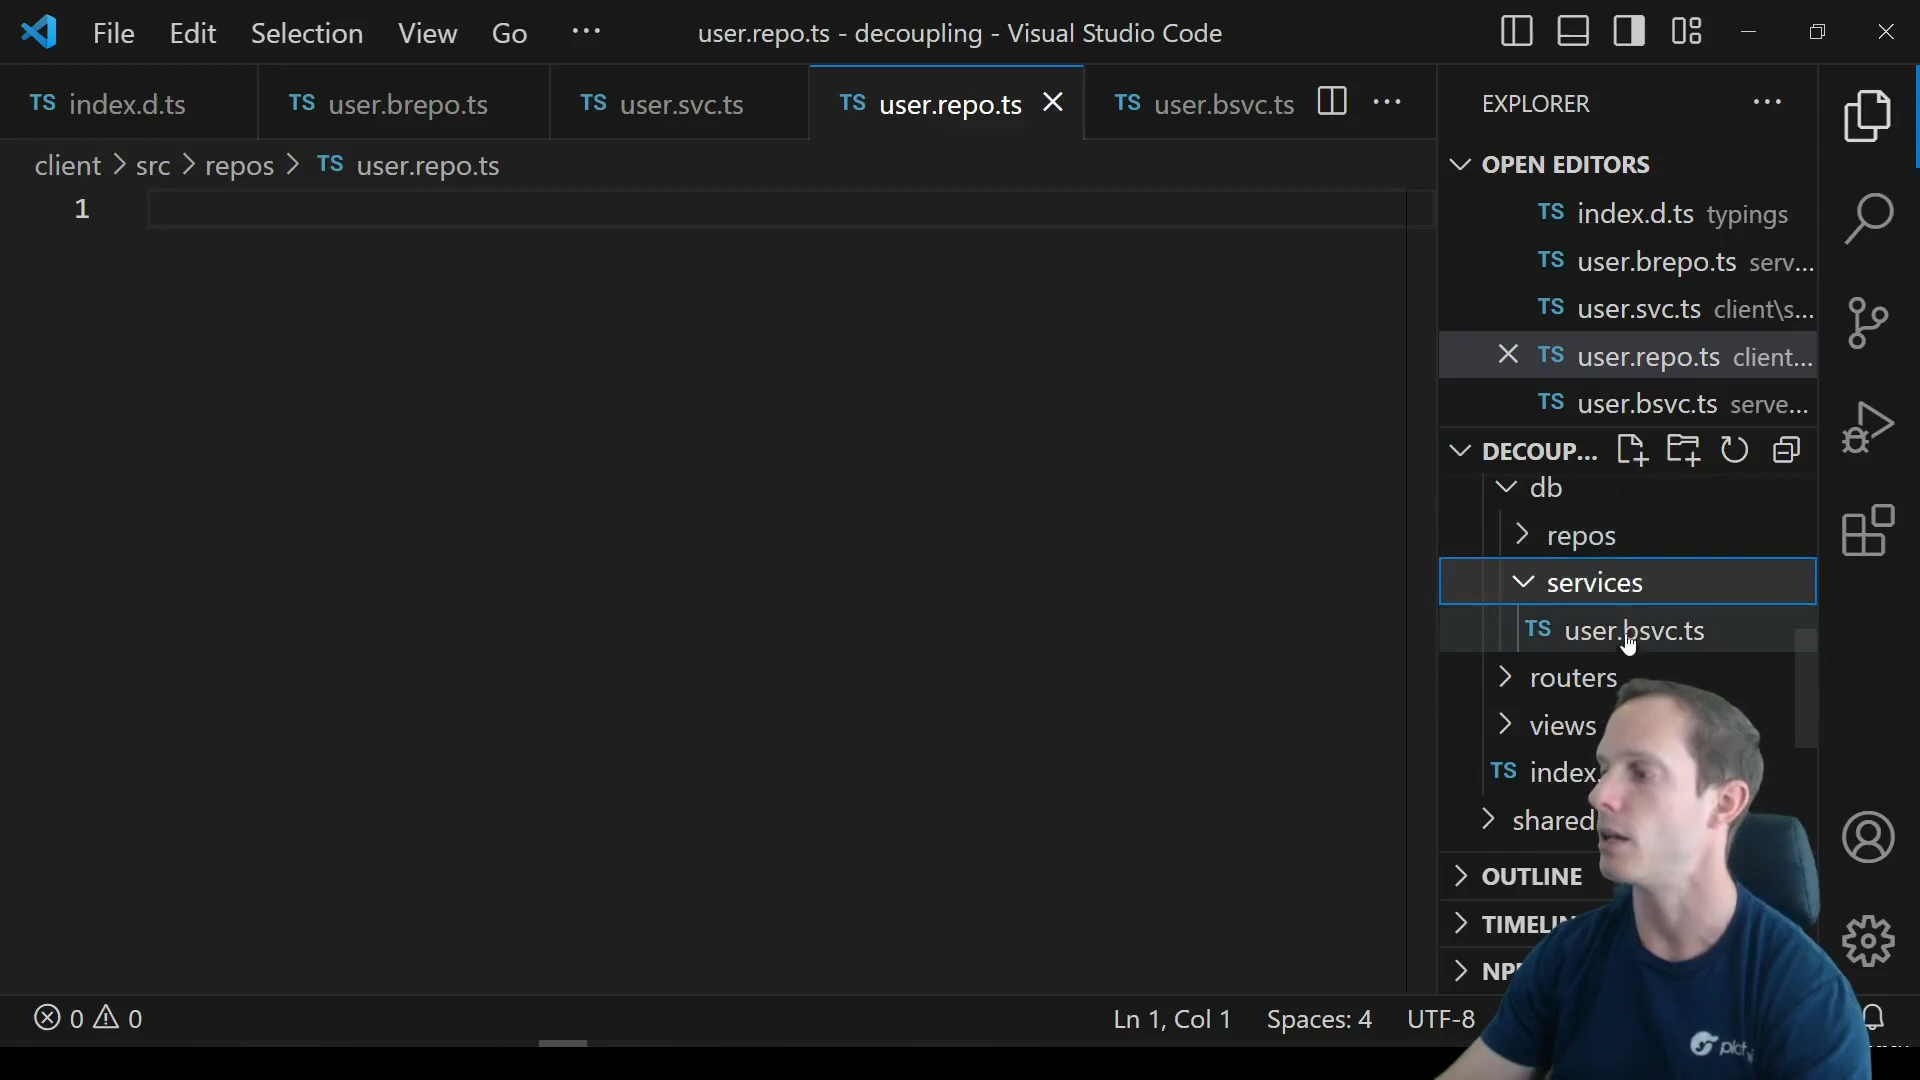 File Edit Selection View Go ··· user.repo.ts - decoupling - Visual Studio Code
TS index.d.ts TS user.brepo.ts TS user.svc.ts TS user.repo.ts TS user.bsvc.ts ···
client > src > repos > TS user.repo.ts
1
EXPLORER ···
OPEN EDITORS
TS index.d.ts typings
TS user.brepo.ts serv...
TS user.svc.ts client\s...
TS user.repo.ts client...
TS user.bsvc.ts serve...
DECOUP...
db
repos
services
TS user.bsvc.ts
routers
views
TS index.
shared
OUTLINE
TIMELIN
NP
0 0 Ln 1, Col 1 Spaces: 4 UTF-8